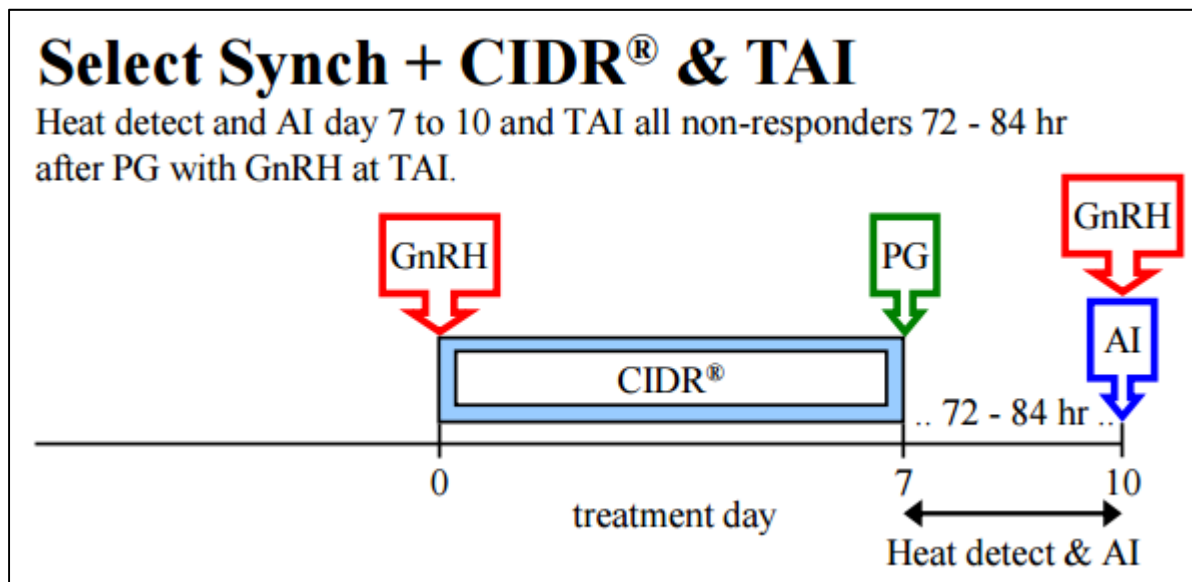 Select Synch + CIDR® & TAI
Heat detect and AI day 7 to 10 and TAI all non-responders 72 - 84 hr
after PG with GnRH at TAI.
GnRH
PG
GnRH
AI
CIDR®
.. 72 - 84 hr ..
0
7
10
treatment day
Heat detect & AI